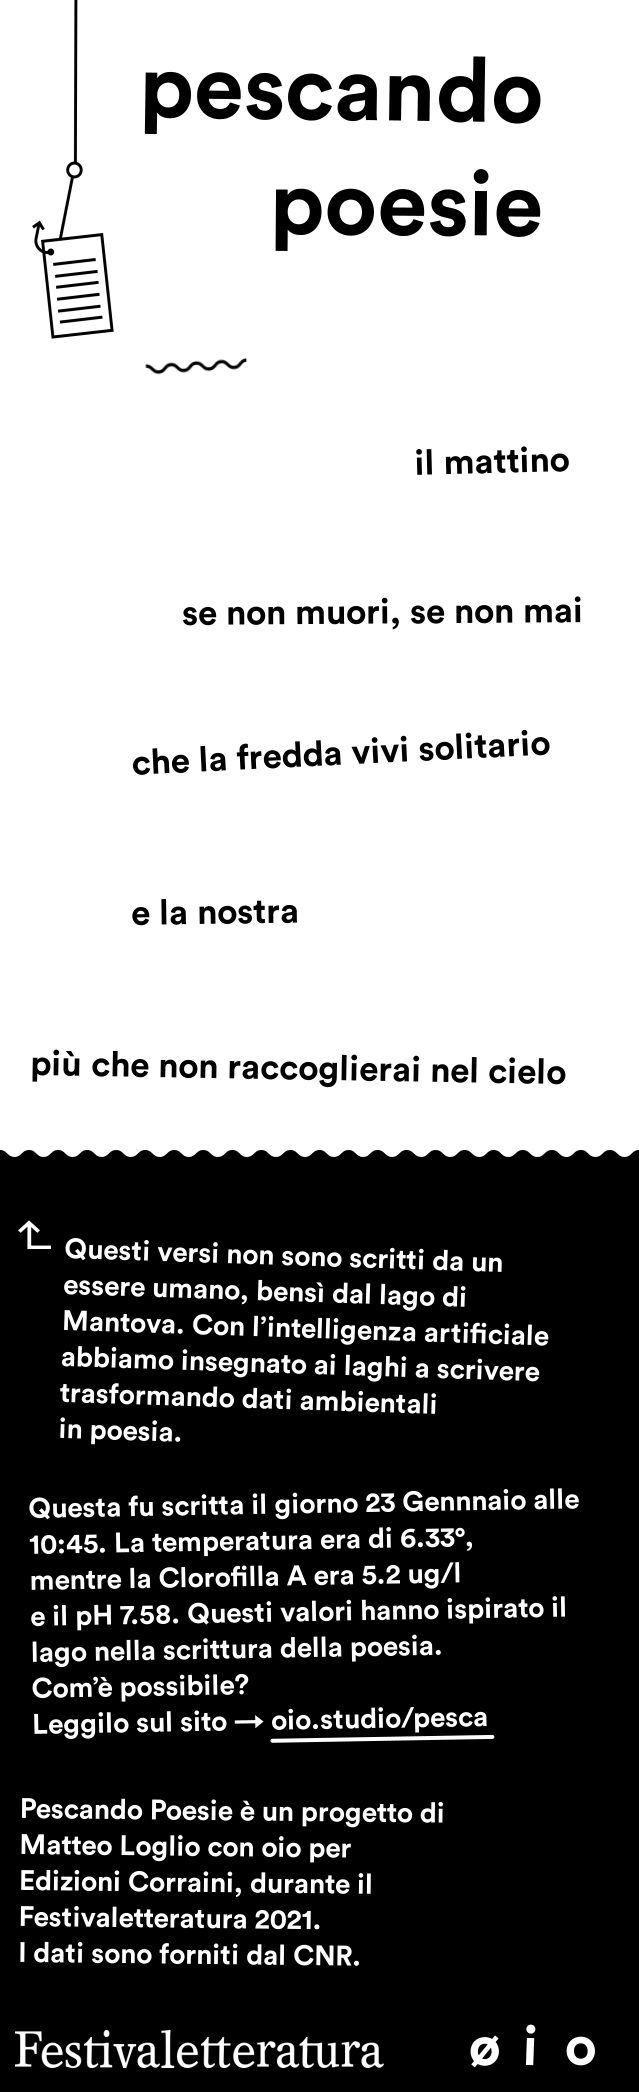 pescando
poesie
il mattino
se non muori, se non mai
che la fredda vivi solitario
e la nostra
più che non raccoglierai nel cielo
Questi versi non sono scritti da un
essere umano, bensì dal lago di
Mantova. Con l’intelligenza artificiale
abbiamo insegnato ai laghi a scrivere
trasformando dati ambientali
in poesia.
Questa fu scritta il giorno 23 Gennnaio alle
10:45. La temperatura era di 6.33°,
mentre la Clorofilla A era 5.2 ug/l
e il pH 7.58. Questi valori hanno ispirato il
lago nella scrittura della poesia.
Com’è possibile?
Leggilo sul sito → oio.studio/pesca
Pescando Poesie è un progetto di
Matteo Loglio con oio per
Edizioni Corraini, durante il
Festivaletteratura 2021.
I dati sono forniti dal CNR.
Festivaletteratura ø i o